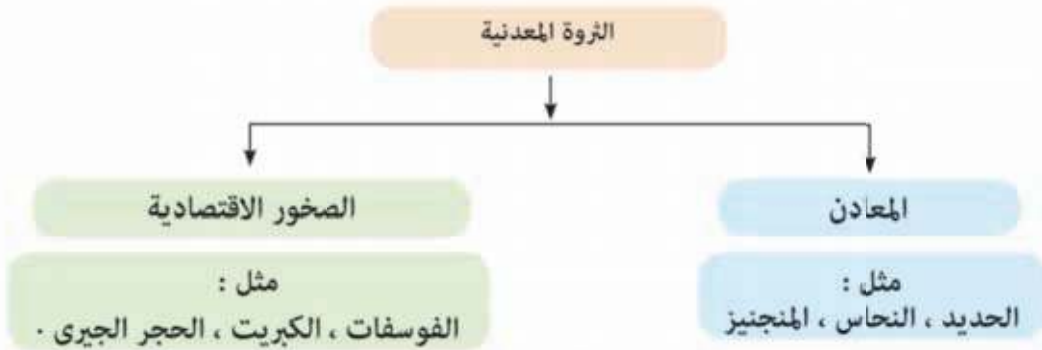 الثروة المعدنية
المعادن
مثل :
الحديد ، النحاس ، المنجنيز
الصخور الاقتصادية
مثل :
الفوسفات ، الكبريت ، الحجر الجيرى .